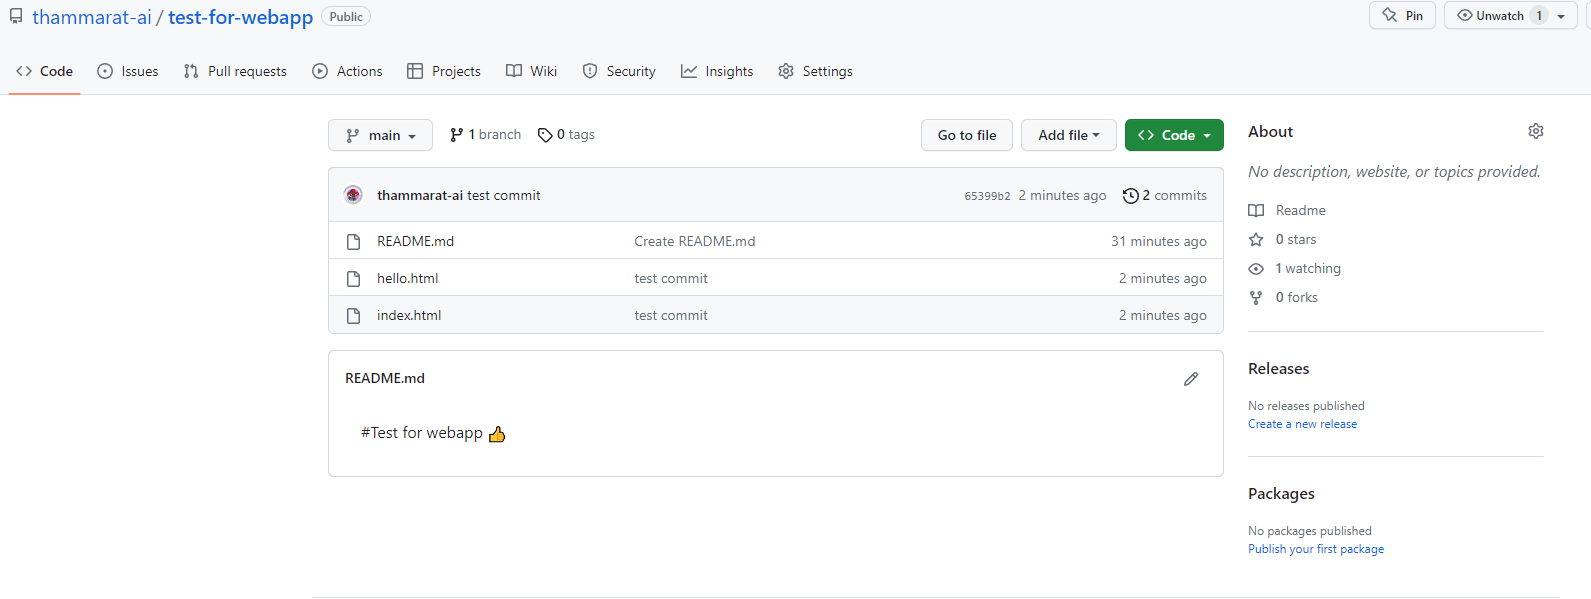 thammarat-ai / test-for-webapp Public
Pin
Unwatch 1
Code
Issues
Pull requests
Actions
Projects
Wiki
Security
Insights
Settings
main
1 branch
0 tags
Go to file
Add file
Code
thammarat-ai test commit
65399b2 2 minutes ago
2 commits
README.md Create README.md 31 minutes ago
hello.html test commit 2 minutes ago
index.html test commit 2 minutes ago
README.md
#Test for webapp 👍
About
No description, website, or topics provided.
Readme
0 stars
1 watching
0 forks
Releases
No releases published
Create a new release
Packages
No packages published
Publish your first package